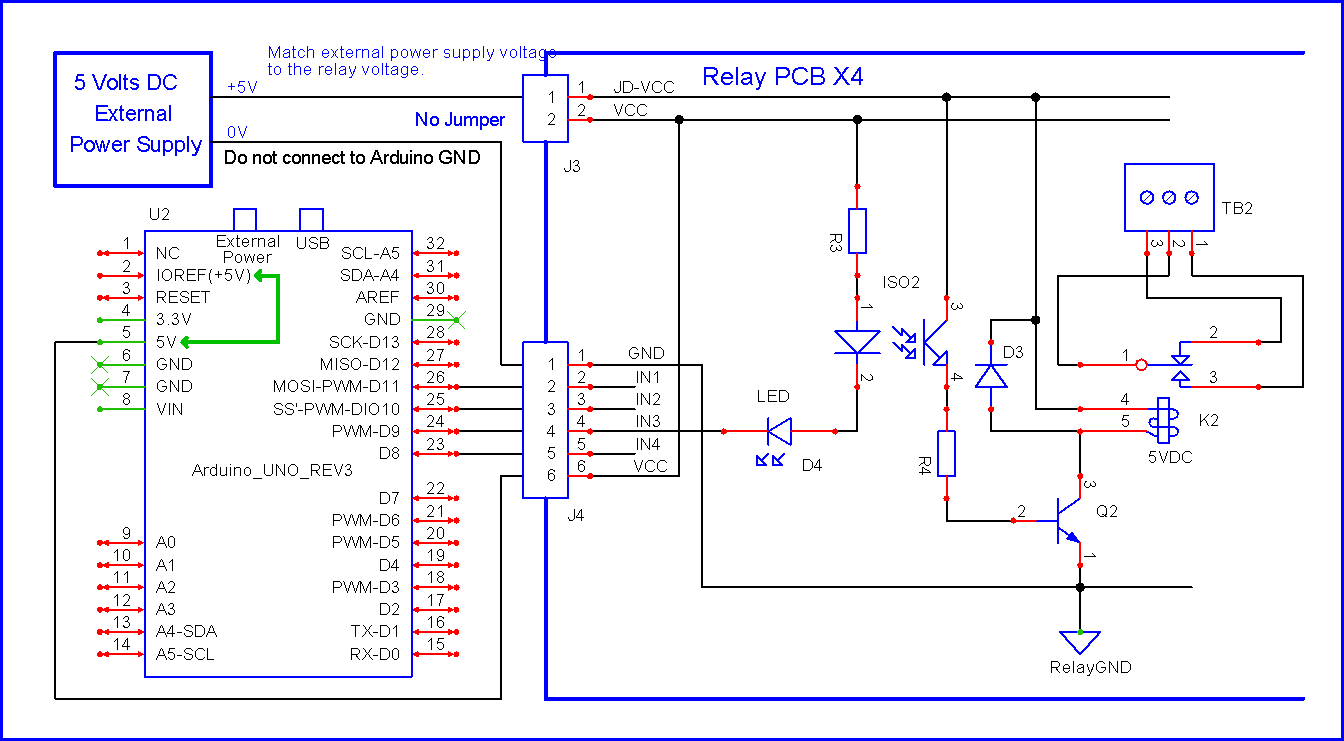 Match external power supply voltage
to the relay voltage.
5 Volts DC
External
Power Supply
+5V
0V
No Jumper
Do not connect to Arduino GND
Relay PCB X4
1 1 JD-VCC
2 2 VCC
J3
U2
External
Power
USB
1 NC
2 IOREF(+5V)
3 RESET
4 3.3V
5 5V
6 GND
7 GND
8 VIN
SCL-A5 32
SDA-A4 31
AREF 30
GND 29
SCK-D13 28
MISO-D12 27
MOSI-PWM-D11 26
SS'-PWM-DIO10 25
PWM-D9 24
D8 23
Arduino_UNO_REV3
D7 22
PWM-D6 21
PWM-D5 20
D4 19
PWM-D3 18
D2 17
TX-D1 16
RX-D0 15
9 A0
10 A1
11 A2
12 A3
13 A4-SDA
14 A5-SCL
1 1 GND
2 2 IN1
3 3 IN2
4 4 IN3
5 5 IN4
6 6 VCC
J4
R3
1
2
LED
D4
ISO2
3
4
R4
D3
TB2
3 2 1
1
2
3
4
5
K2
5VDC
3
2
Q2
1
RelayGND